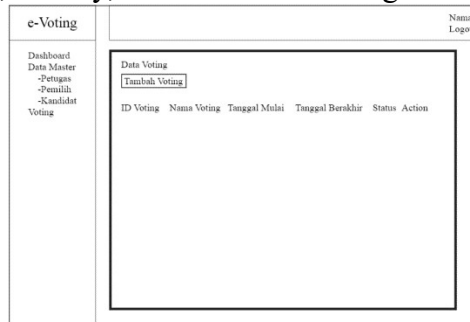 e-Voting
Nama
Dashboard
Data Master
-Petugas
-Pemilih
-Kandidat
Voting
Data Voting
Tambah Voting
ID Voting Nama Voting Tanggal Mulai Tanggal Berakhir Status Action